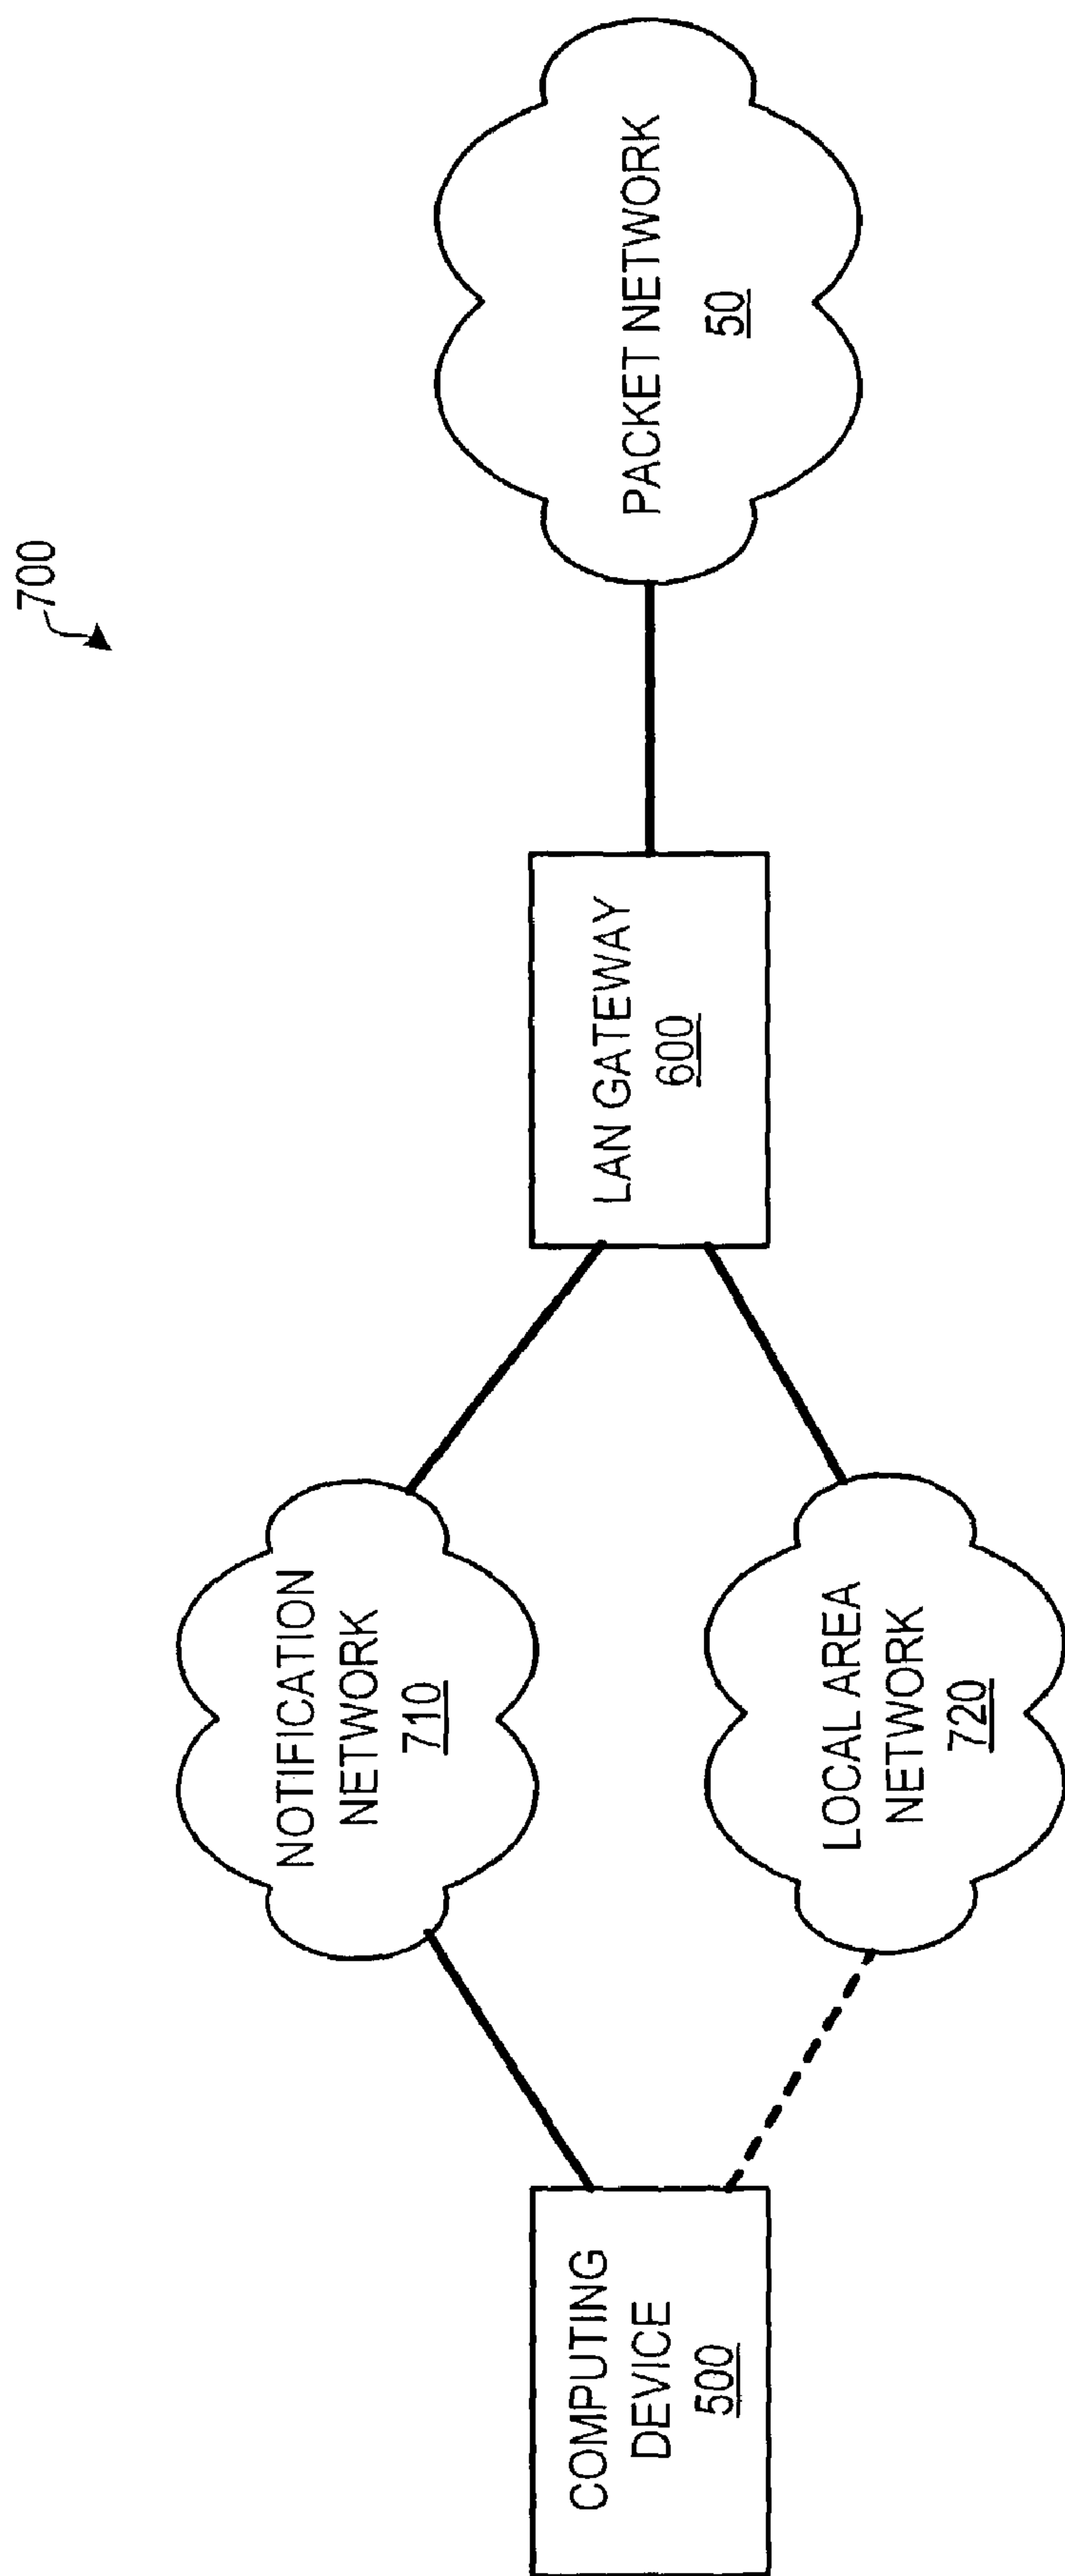 700
NOTIFICATION
NETWORK
710
COMPUTING
DEVICE
500
LAN GATEWAY
600
PACKET NETWORK
50
LOCAL AREA
NETWORK
720